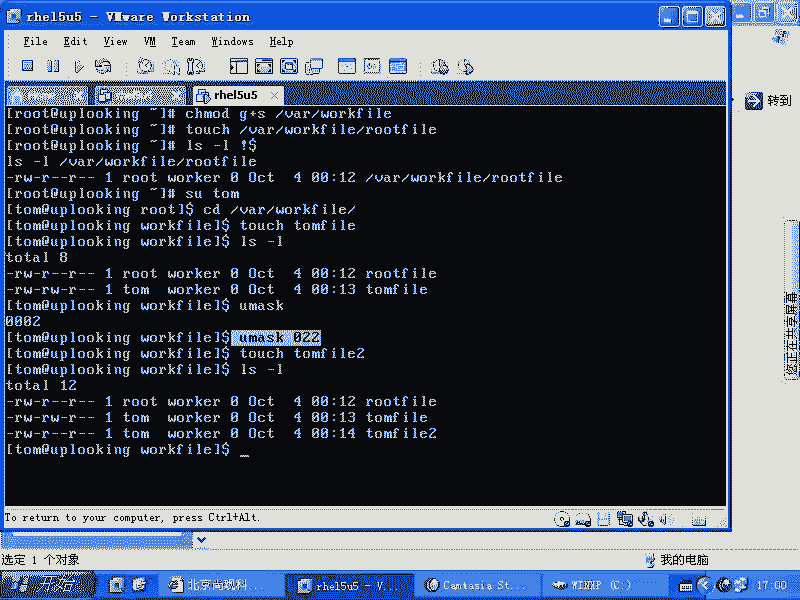 rhel5u5 - VMware Workstation
File Edit View VM Team Windows Help
rhel5u5
转到
[root@uplooking ~]# chmod g+s /var/workfile
[root@uplooking ~]# touch /var/workfile/rootfile
[root@uplooking ~]# ls -l !$
ls -l /var/workfile/rootfile
-rw-r--r-- 1 root worker 0 Oct  4 00:12 /var/workfile/rootfile
[root@uplooking ~]# su tom
[tom@uplooking root]$ cd /var/workfile/
[tom@uplooking workfile]$ touch tomfile
[tom@uplooking workfile]$ ls -l
total 8
-rw-r--r-- 1 root worker 0 Oct  4 00:12 rootfile
-rw-rw-r-- 1 tom  worker 0 Oct  4 00:13 tomfile
[tom@uplooking workfile]$ umask
0002
[tom@uplooking workfile]$ umask 022
[tom@uplooking workfile]$ touch tomfile2
[tom@uplooking workfile]$ ls -l
total 12
-rw-r--r-- 1 root worker 0 Oct  4 00:12 rootfile
-rw-rw-r-- 1 tom  worker 0 Oct  4 00:13 tomfile
-rw-r--r-- 1 tom  worker 0 Oct  4 00:14 tomfile2
[tom@uplooking workfile]$ _
您正在共享屏幕
To return to your computer, press Ctrl+Alt.
选定 1 个对象
我的电脑
开始
北京尚观科...
rhel5u5 - V...
Camtasia St...
WINXP (C:)
17:00